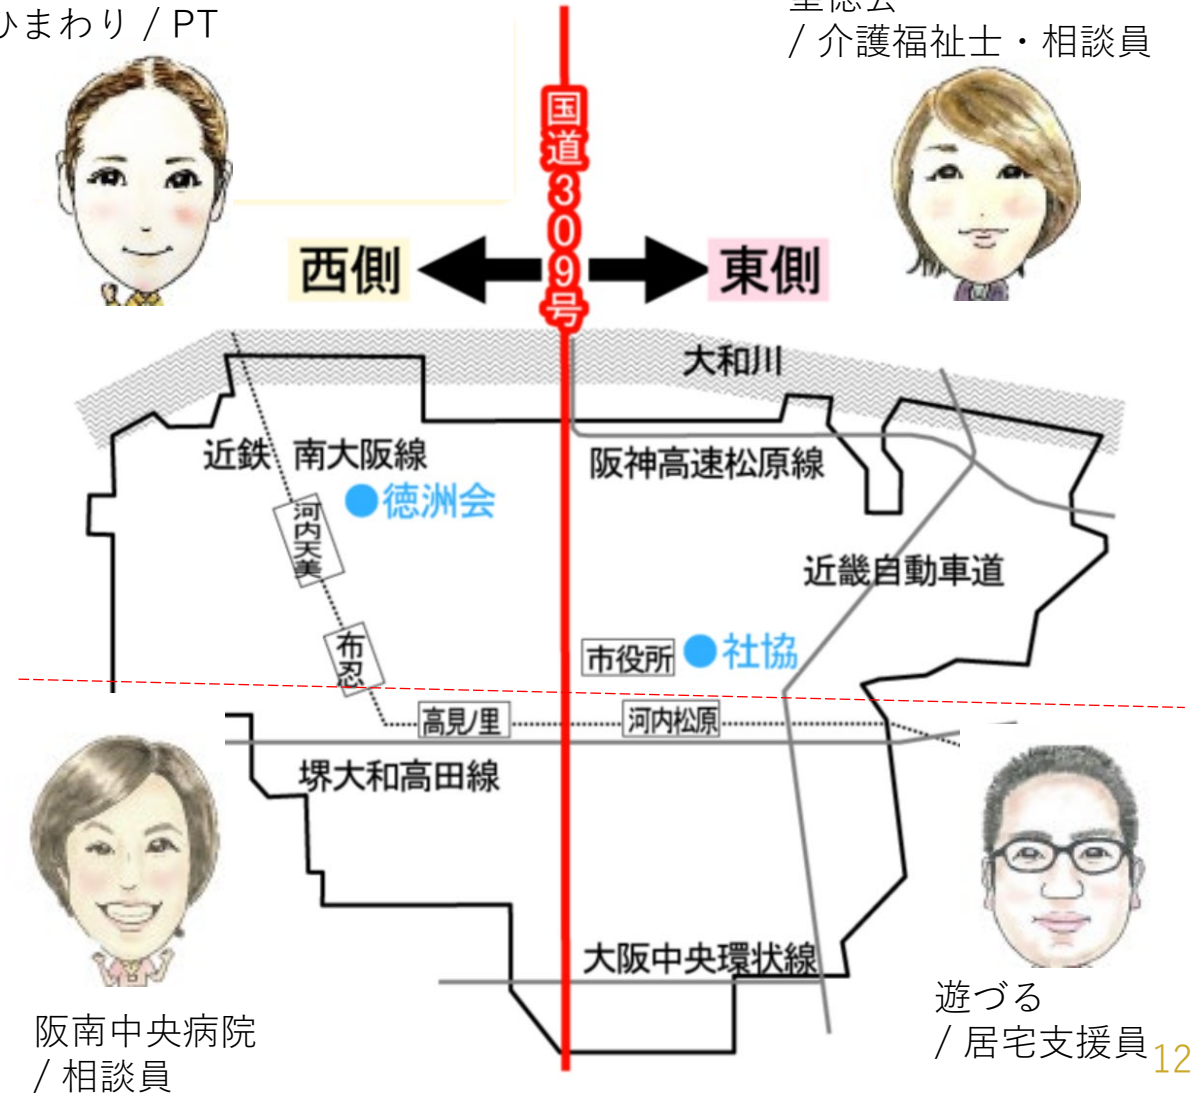 ひまわり / PT
聖徳会
/ 介護福祉士・相談員
国道309号
西側
東側
大和川
近鉄 南大阪線
阪神高速松原線
徳洲会
河内天美
近畿自動車道
布忍
市役所
社協
高見ノ里
河内松原
堺大和高田線
大阪中央環状線
阪南中央病院
/ 相談員
遊づる
/ 居宅支援員
12